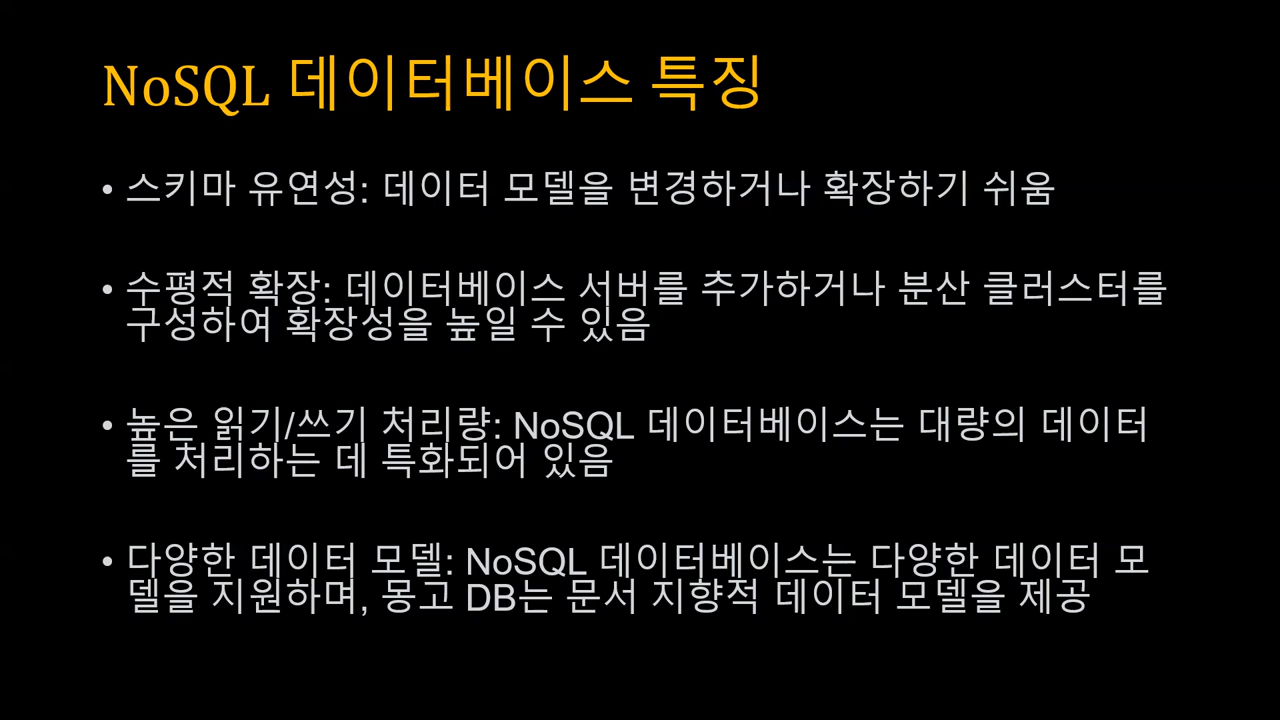 NoSQL 데이터베이스 특징
• 스키마 유연성: 데이터 모델을 변경하거나 확장하기 쉬움
• 수평적 확장: 데이터베이스 서버를 추가하거나 분산 클러스터를
구성하여 확장성을 높일 수 있음
• 높은 읽기/쓰기 처리량: NoSQL 데이터베이스는 대량의 데이터
를 처리하는 데 특화되어 있음
• 다양한 데이터 모델: NoSQL 데이터베이스는 다양한 데이터 모
델을 지원하며, 몽고 DB는 문서 지향적 데이터 모델을 제공